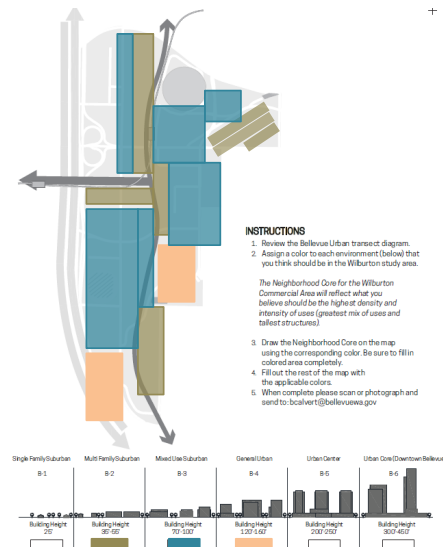 INSTRUCTIONS
1. Review the Bellevue Urban transect diagram.
2. Assign a color to each environment (below) that
you think should be in the Wilburton study area.
The Neighborhood Core for the Wilburton
Commercial Area will reflect what you
believe should be the highest density and
intensity of uses (greatest mix of uses and
tallest structures).
3. Draw the Neighborhood Core on the map
using the corresponding color. Be sure to fill in
colored area completely.
4. Fill out the rest of the map with
the applicable colors.
5. When complete please scan or photograph and
send to: bcalvert@bellevuewa.gov
Single Family Suburban Multi Family Suburban Mixed Use Suburban General Urban Urban Center Urban Core (Downtown Bellevue
B-1 B-2 B-3 B-4 B-5 B-6
Building Height Building Height Building Height Building Height Building Height Building Height
25' 35'-55' 70'-100' 120'-160' 200'-250' 300'-450'